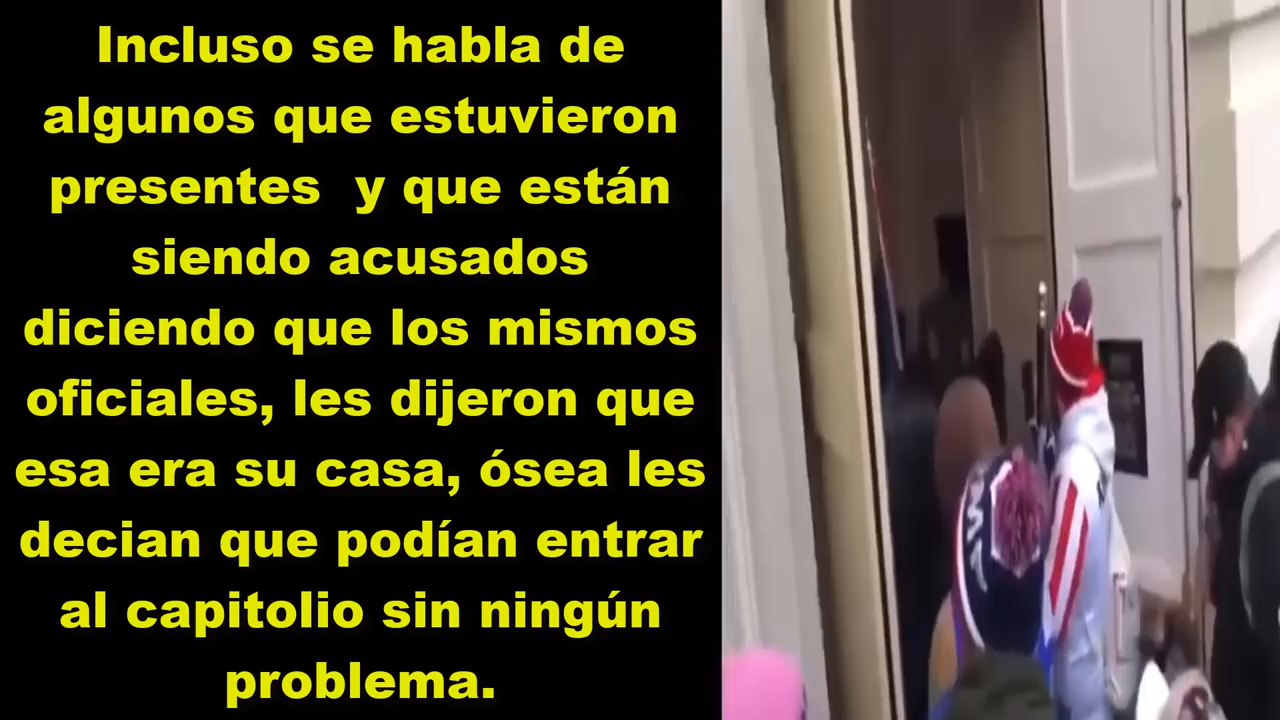 Incluso se habla de
algunos que estuvieron
presentes  y que están
siendo acusados
diciendo que los mismos
oficiales, les dijeron que
esa era su casa, ósea les
decian que podían entrar
al capitolio sin ningún
problema.